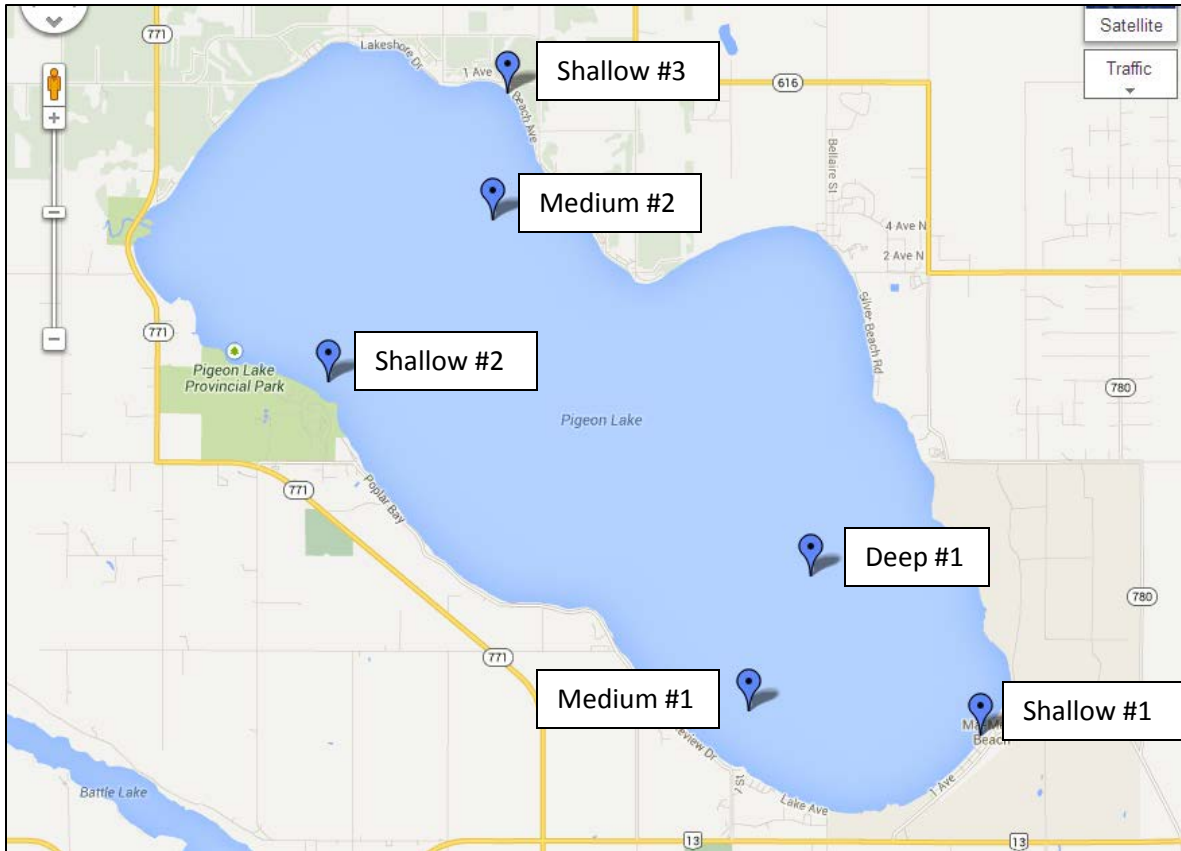 771
Lakeshore Dr
1 Ave
Beach Ave
Shallow #3
616
Satellite
Traffic
Bellaire St
Medium #2
4 Ave N
2 Ave N
Silver Beach Rd
771
Pigeon Lake
Provincial Park
Shallow #2
780
Pigeon Lake
771
Poplar Bay
Deep #1
780
771
Medium #1
Shallow #1
Beach
Lake Ave
1 Ave
Battle Lake
13
13